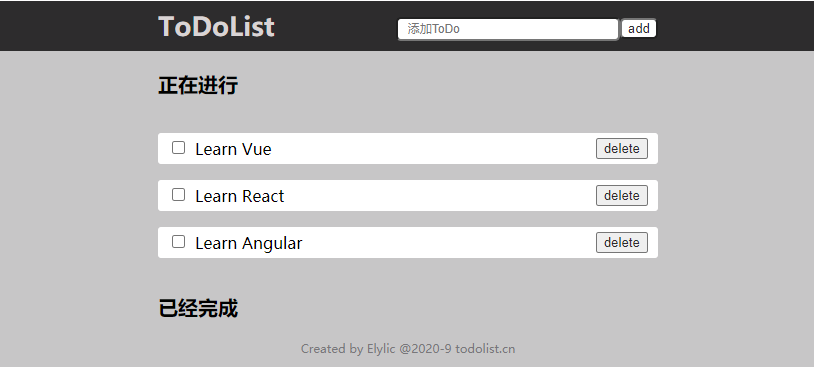 ToDoList 添加ToDo add
正在进行
Learn Vue delete
Learn React delete
Learn Angular delete
已经完成
Created by Elylic @2020-9 todolist.cn